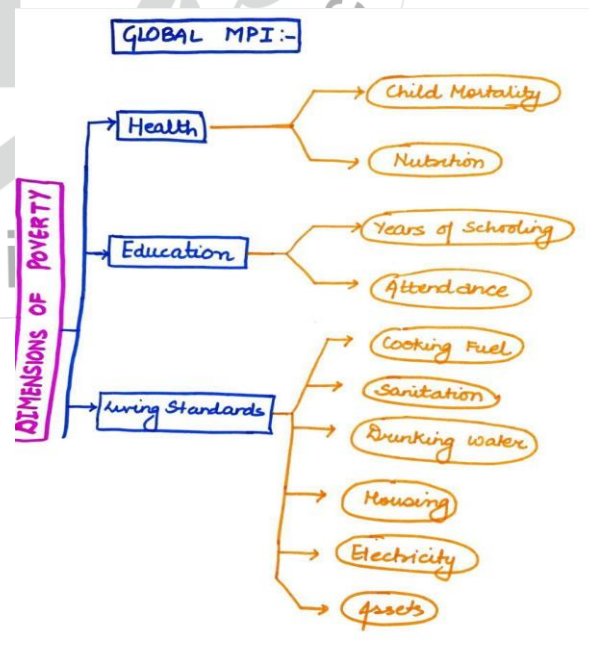 GLOBAL MPI:-
DIMENSIONS OF POVERTY
Health
Child Mortality
Nutrition
Education
Years of Schooling
Attendance
Living Standards
Cooking Fuel
Sanitation
Drinking water
Housing
Electricity
Assets